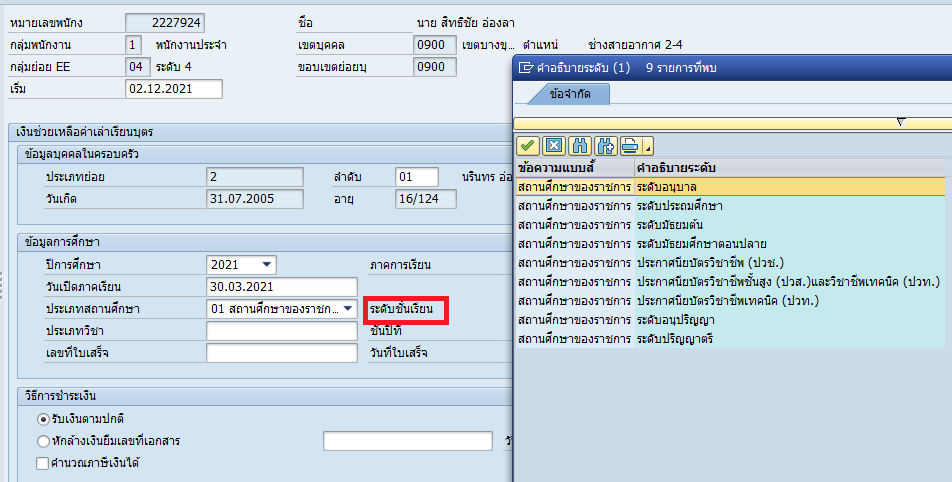 หมายเลขพนักง 2227924 ชื่อ นาย สิทธิชัย อ่องลา
กลุ่มพนักงาน 1 พนักงานประจำ เขตบุคคล 0900 เขตบางขุ... ตำแหน่ ช่างสายอากาศ 2-4
กลุ่มย่อย EE 04 ระดับ 4 ขอบเขตย่อยบุ 0900
เริ่ม 02.12.2021
เงินช่วยเหลือค่าเล่าเรียนบุตร
ข้อมูลบุคคลในครอบครัว
ประเภทย่อย 2 ลำดับ 01 นรินทร อ่อ
วันเกิด 31.07.2005 อายุ 16/124
ข้อมูลการศึกษา
ปีการศึกษา 2021 ภาคการเรียน
วันเปิดภาคเรียน 30.03.2021
ประเภทสถานศึกษา 01 สถานศึกษาของราชก... ระดับชั้นเรียน
ประเภทวิชา ชั้นปีที่
เลขที่ใบเสร็จ วันที่ใบเสร็จ
วิธีการชำระเงิน
รับเงินตามปกติ
หักล้างเงินยืมเลขที่เอกสาร
คำนวณภาษีเงินได้
คำอธิบายระดับ (1) 9 รายการที่พบ
ข้อจำกัด
ข้อความแบบสั้ คำอธิบายระดับ
สถานศึกษาของราชการ ระดับอนุบาล
สถานศึกษาของราชการ ระดับประถมศึกษา
สถานศึกษาของราชการ ระดับมัธยมต้น
สถานศึกษาของราชการ ระดับมัธยมศึกษาตอนปลาย
สถานศึกษาของราชการ ประกาศนียบัตรวิชาชีพ (ปวช.)
สถานศึกษาของราชการ ประกาศนียบัตรวิชาชีพชั้นสูง (ปวส.)และวิชาชีพเทคนิค (ปวท.)
สถานศึกษาของราชการ ประกาศนียบัตรวิชาชีพเทคนิค (ปวท.)
สถานศึกษาของราชการ ระดับอนุปริญญา
สถานศึกษาของราชการ ระดับปริญญาตรี